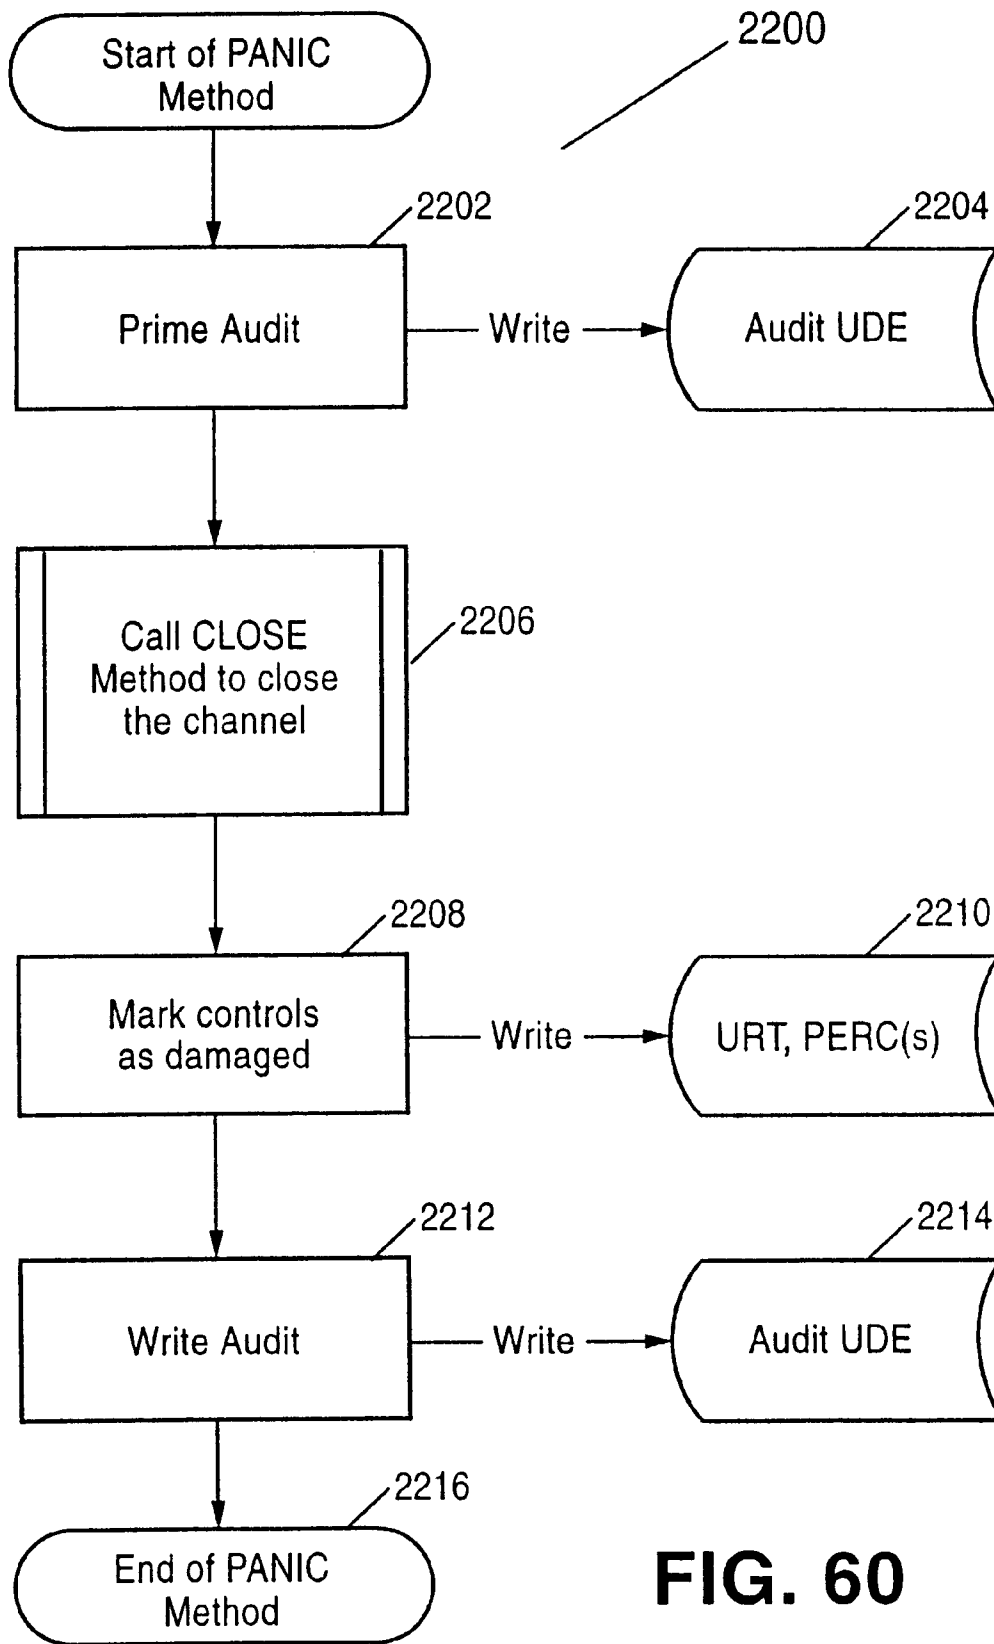 Start of PANIC
Method
2200
2202
2204
Prime Audit
Write
Audit UDE
Call CLOSE
Method to close
the channel
2206
2208
2210
Mark controls
as damaged
Write
URT, PERC(s)
2212
2214
Write Audit
Write
Audit UDE
2216
End of PANIC
Method
FIG. 60